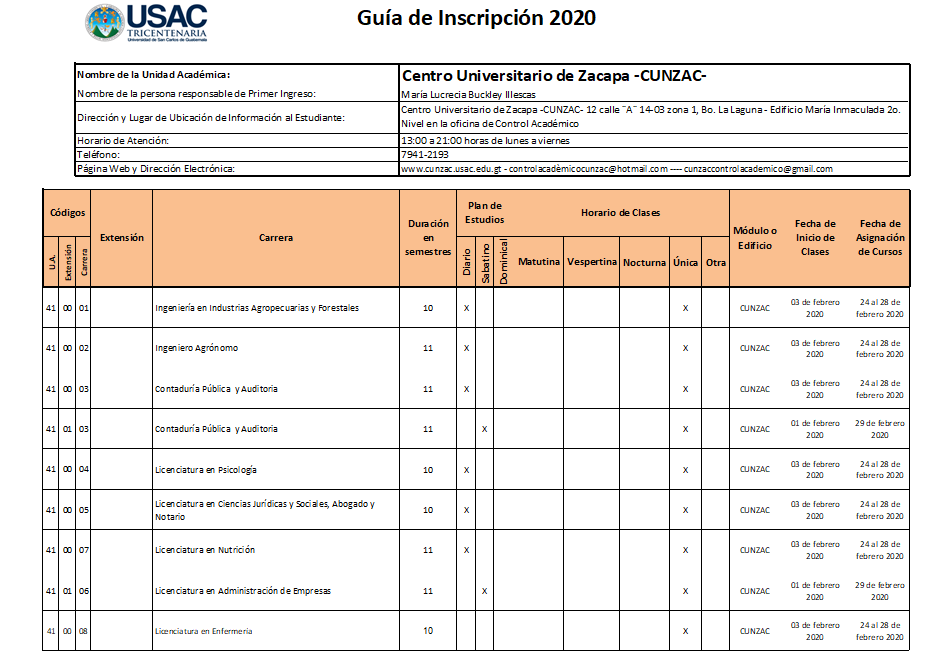 USAC
TRICENTENARIA
Universidad de San Carlos de Guatemala
Guía de Inscripción 2020
Nombre de la Unidad Académica: Centro Universitario de Zacapa -CUNZAC-
Nombre de la persona responsable de Primer Ingreso: María Lucrecia Buckley Illescas
Dirección y Lugar de Ubicación de Información al Estudiante: Centro Universitario de Zacapa -CUNZAC- 12 calle ¨A¨ 14-03 zona 1, Bo. La Laguna - Edificio María Inmaculada 2o.
Nivel en la oficina de Control Académico
Horario de Atención: 13:00 a 21:00 horas de lunes a viernes
Teléfono: 7941-2193
Página Web y Dirección Electrónica: www.cunzac.usac.edu.gt - controlacadèmicocunzac@hotmail.com ---- cunzaccontrolacademico@gmail.com
Códigos
U.A. Extensión Carrera
Extensión
Carrera
Duración
en
semestres
Plan de
Estudios
Diario Sabatino Dominical
Horario de Clases
Matutina Vespertina Nocturna Única Otra
Módulo o
Edificio
Fecha de
Inicio de
Clases
Fecha de
Asignación
de Cursos
41 00 01 Ingeniería en Industrias Agropecuarias y Forestales 10 X X CUNZAC 03 de febrero 24 al 28 de
2020 febrero 2020
41 00 02 Ingeniero Agrónomo 11 X X CUNZAC 03 de febrero 24 al 28 de
2020 febrero 2020
41 00 03 Contaduría Pública y Auditoria 11 X X CUNZAC 03 de febrero 24 al 28 de
2020 febrero 2020
41 01 03 Contaduría Pública y Auditoria 11 X X CUNZAC 01 de febrero 29 de febrero
2020 2020
41 00 04 Licenciatura en Psicología 10 X X CUNZAC 03 de febrero 24 al 28 de
2020 febrero 2020
41 00 05 Licenciatura en Ciencias Jurídicas y Sociales, Abogado y
Notario 10 X X CUNZAC 03 de febrero 24 al 28 de
2020 febrero 2020
41 00 07 Licenciatura en Nutrición 11 X X CUNZAC 03 de febrero 24 al 28 de
2020 febrero 2020
41 01 06 Licenciatura en Administración de Empresas 11 X X CUNZAC 01 de febrero 29 de febrero
2020 2020
41 00 08 Licenciatura en Enfermería 10 X CUNZAC 03 de febrero 24 al 28 de
2020 febrero 2020